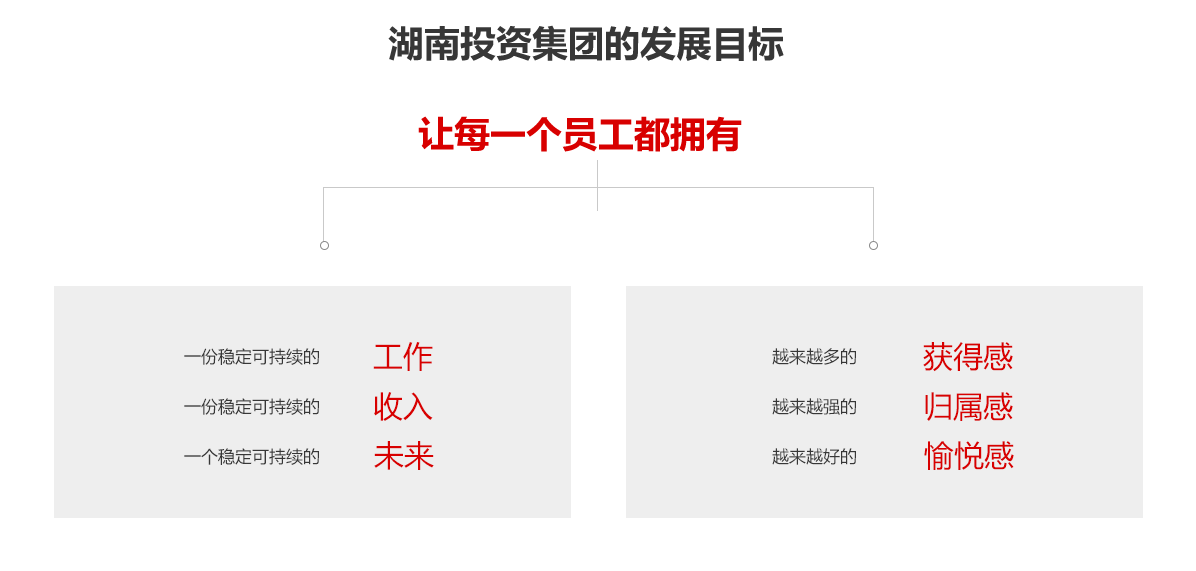 湖南投资集团的发展目标
让每一个员工都拥有
一份稳定可持续的 工作
一份稳定可持续的 收入
一个稳定可持续的 未来
越来越多的 获得感
越来越强的 归属感
越来越好的 愉悦感